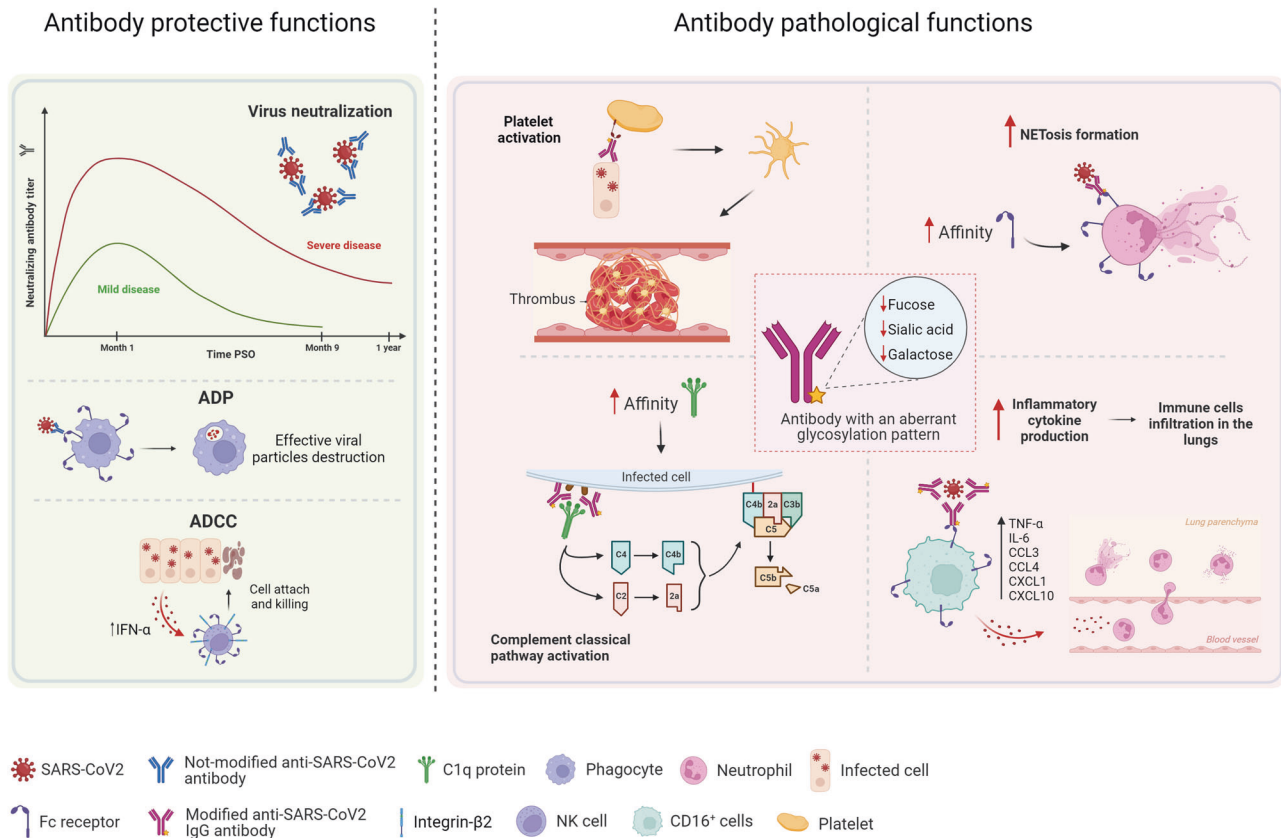 Antibody protective functions
Antibody pathological functions
Virus neutralization
Neutralizing antibody titer
Severe disease
Mild disease
Month 1
Time PSO
Month 9
1 year
ADP
Effective viral
particles destruction
ADCC
Cell attach
and killing
↑IFN-α
Platelet
activation
Thrombus
↑ NETosis formation
↑ Affinity
↓Fucose
↓Sialic acid
↓Galactose
Antibody with an aberrant
glycosylation pattern
↑ Affinity
Infected cell
C4
C4b
C2
2a
C4b
2a
C3b
C5
C5b
C5a
Complement classical
pathway activation
Inflammatory
cytokine
production
Immune cells
infiltration in the
lungs
TNF-α
IL-6
CCL3
CCL4
CXCL1
CXCL10
Lung parenchyma
Blood vessel
SARS-CoV2
Not-modified anti-SARS-CoV2
antibody
C1q protein
Phagocyte
Neutrophil
Infected cell
Fc receptor
Modified anti-SARS-CoV2
IgG antibody
Integrin-β2
NK cell
CD16⁺ cells
Platelet